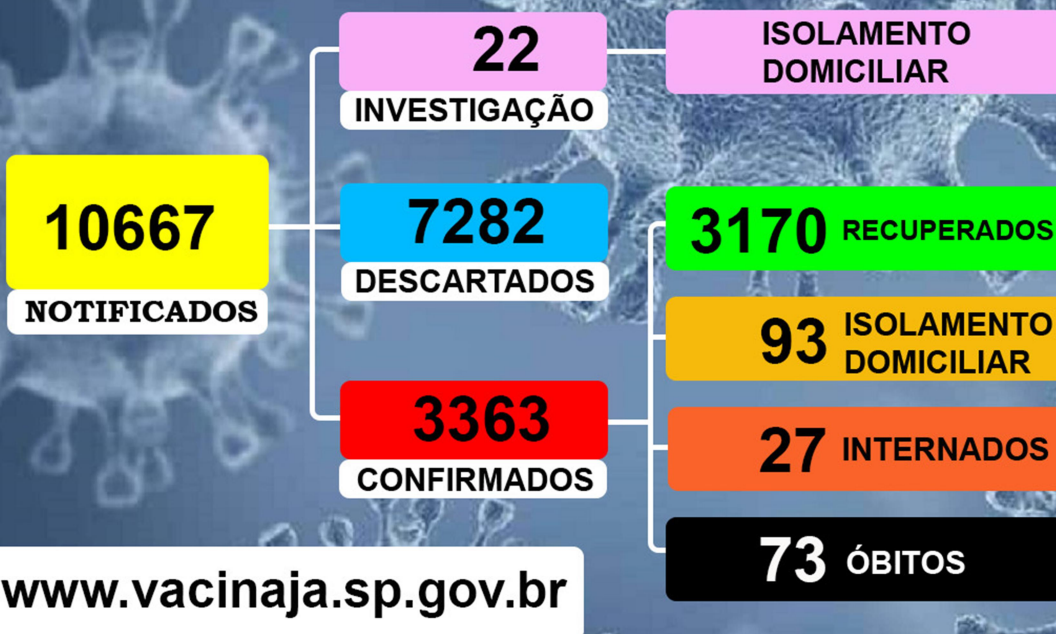 22
INVESTIGAÇÃO
ISOLAMENTO
DOMICILIAR
10667
NOTIFICADOS
7282
DESCARTADOS
3363
CONFIRMADOS
3170 RECUPERADOS
93 ISOLAMENTO
DOMICILIAR
27 INTERNADOS
73 ÓBITOS
www.vacinaja.sp.gov.br